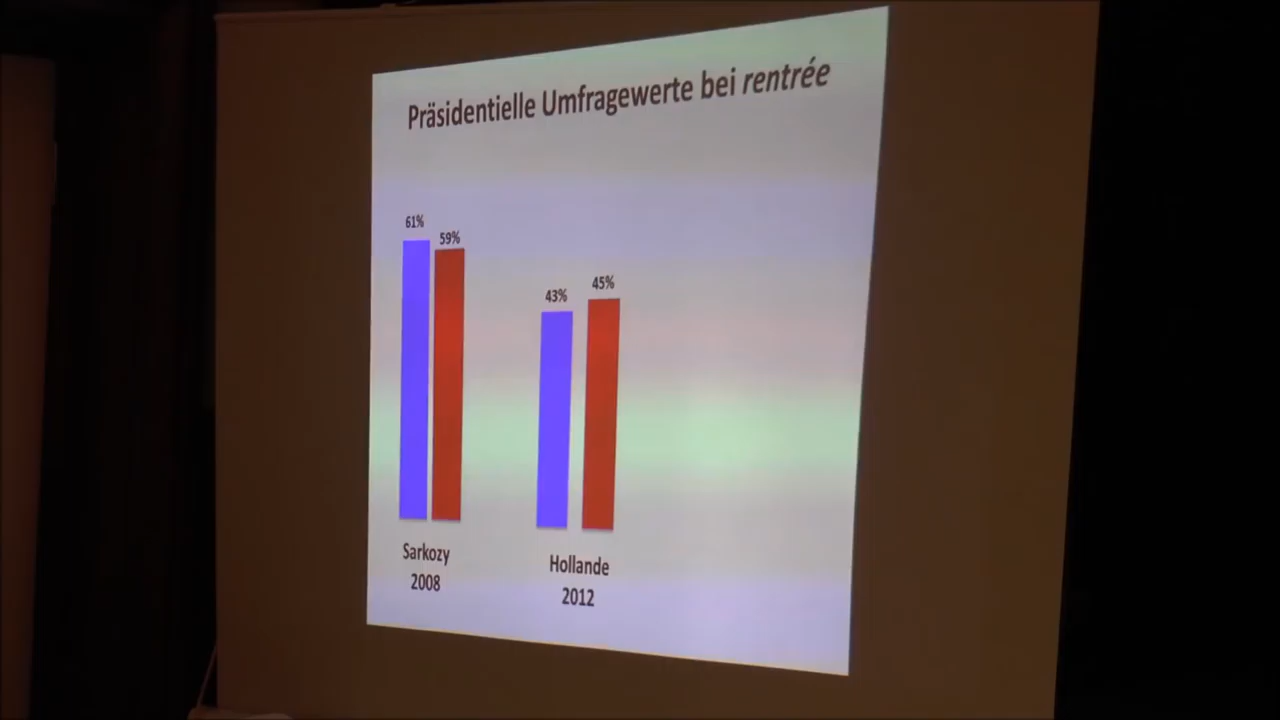 Präsidentielle Umfragewerte bei rentrée
61%
59%
43%
45%
Sarkozy
2008
Hollande
2012